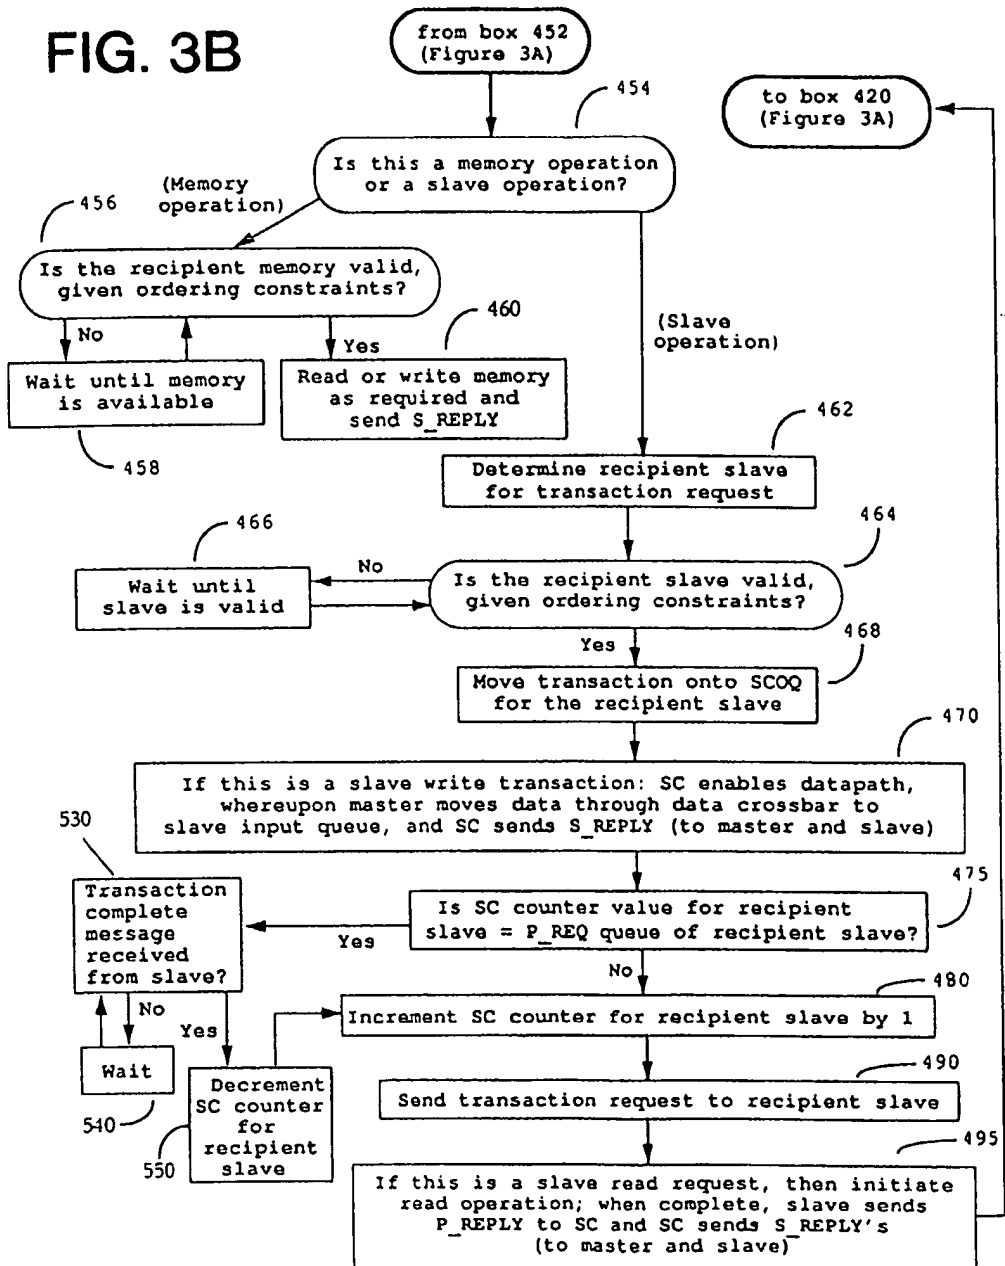 FIG. 3B
from box 452
(Figure 3A)
454
to box 420
(Figure 3A)
Is this a memory operation
or a slave operation?
(Memory
operation)
456
Is the recipient memory valid,
given ordering constraints?
No
Yes
460
(Slave
operation)
Wait until memory
is available
458
Read or write memory
as required and
send S_REPLY
462
Determine recipient slave
for transaction request
464
466
No
Wait until
slave is valid
Is the recipient slave valid,
given ordering constraints?
Yes
468
Move transaction onto SCOQ
for the recipient slave
470
If this is a slave write transaction: SC enables datapath,
whereupon master moves data through data crossbar to
slave input queue, and SC sends S_REPLY (to master and slave)
530
475
Transaction
complete
message
received
from slave?
Yes
Is SC counter value for recipient
slave = P_REQ queue of recipient slave?
No
480
No
Yes
Increment SC counter for recipient slave by 1
Wait
540
490
Decrement
SC counter
for
recipient
slave
550
Send transaction request to recipient slave
495
If this is a slave read request, then initiate
read operation; when complete, slave sends
P_REPLY to SC and SC sends S_REPLY's
(to master and slave)